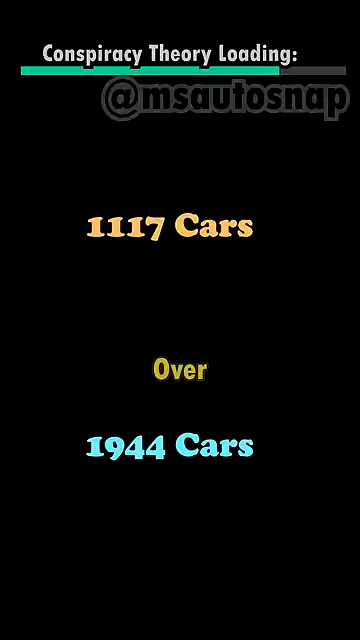 Conspiracy Theory Loading:
@msautosnap
1117 Cars
Over
1944 Cars